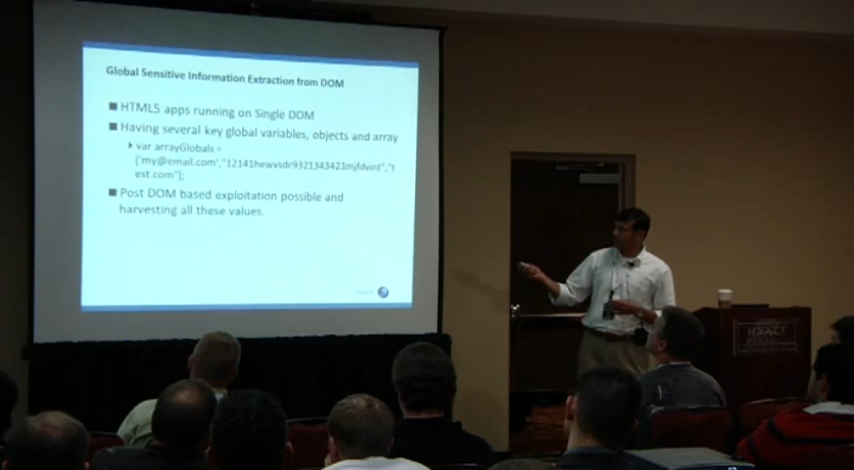 Global Sensitive Information Extraction from DOM
HTML5 apps running on Single DOM
Having several key global variables, objects and array
var arrayGlobals =
['my@email.com',"12141hewvsdr9321343423mjfdvint","t
est.com"];
Post DOM based exploitation possible and
harvesting all these values.
HYATT